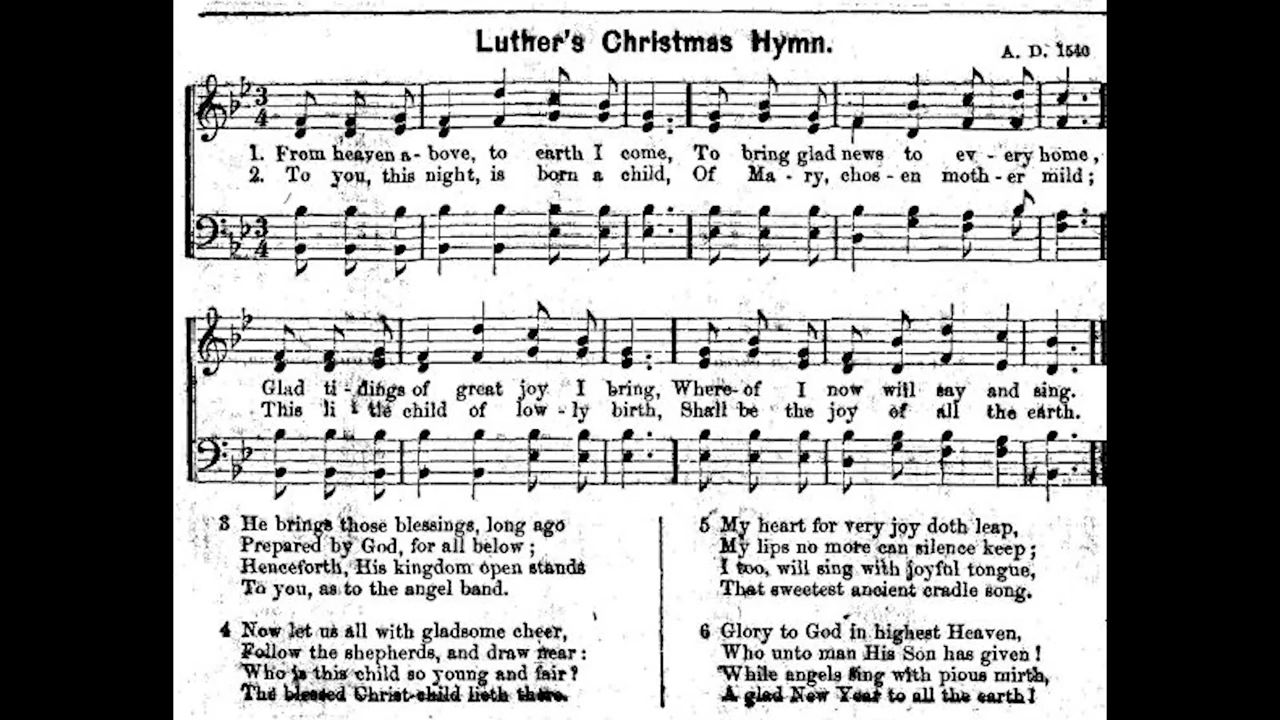 Luther's Christmas Hymn.
A. D. 1540
1. From heaven a- bove, to earth I come, To bring glad news to ev - ery home,
2. To you, this night, is born a child, Of Ma - ry, chos - en moth - er mild;
Glad ti - dings of great joy I bring, Where- of I now will say and sing.
This li - tle child of low - ly birth, Shall be the joy of all the earth.
3 He brings those blessings, long ago
Prepared by God, for all below;
Henceforth, His kingdom open stands
To you, as to the angel band.
4 Now let us all with gladsome cheer,
Follow the shepherds, and draw near:
Who is this child so young and fair?
The blessed Christ-child lieth there.
5 My heart for very joy doth leap,
My lips no more can silence keep;
I too, will sing with joyful tongue,
That sweetest ancient cradle song.
6 Glory to God in highest Heaven,
Who unto man His Son has given!
While angels sing with pious mirth,
A glad New Year to all the earth!